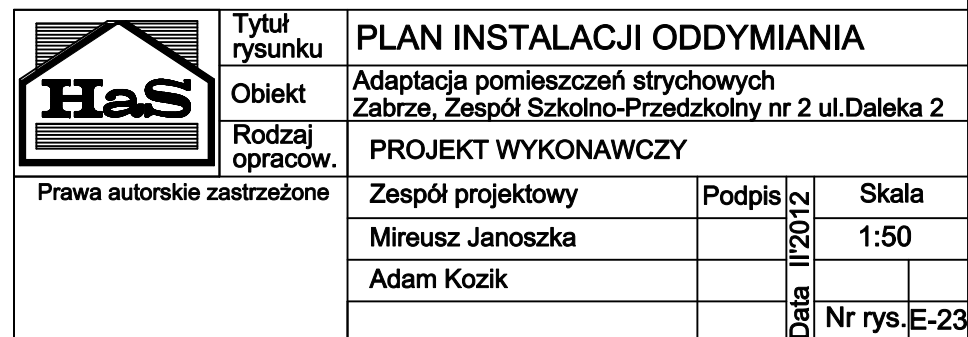 HaS
Tytuł
rysunku
PLAN INSTALACJI ODDYMIANIA
Obiekt
Adaptacja pomieszczeń strychowych
Zabrze, Zespół Szkolno-Przedzkolny nr 2 ul.Daleka 2
Rodzaj
opracow.
PROJEKT WYKONAWCZY
Prawa autorskie zastrzeżone
Zespół projektowy
Podpis
Data II'2012
Skala
Mireusz Janoszka
1:50
Adam Kozik
Nr rys. E-23